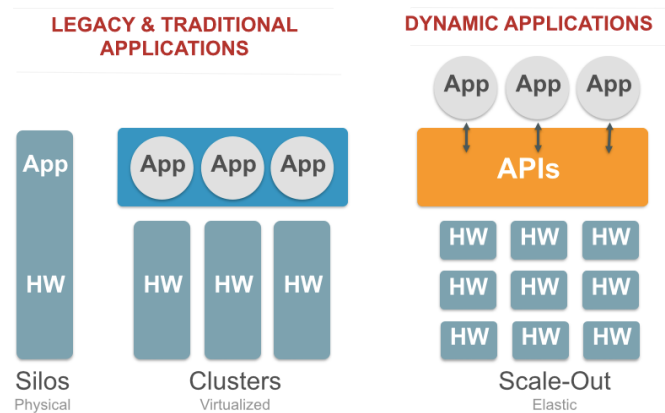 LEGACY & TRADITIONAL
APPLICATIONS
App
HW
Silos
Physical
App App App
HW HW HW
Clusters
Virtualized
DYNAMIC APPLICATIONS
App App App
APIs
HW HW HW
HW HW HW
HW HW HW
Scale-Out
Elastic